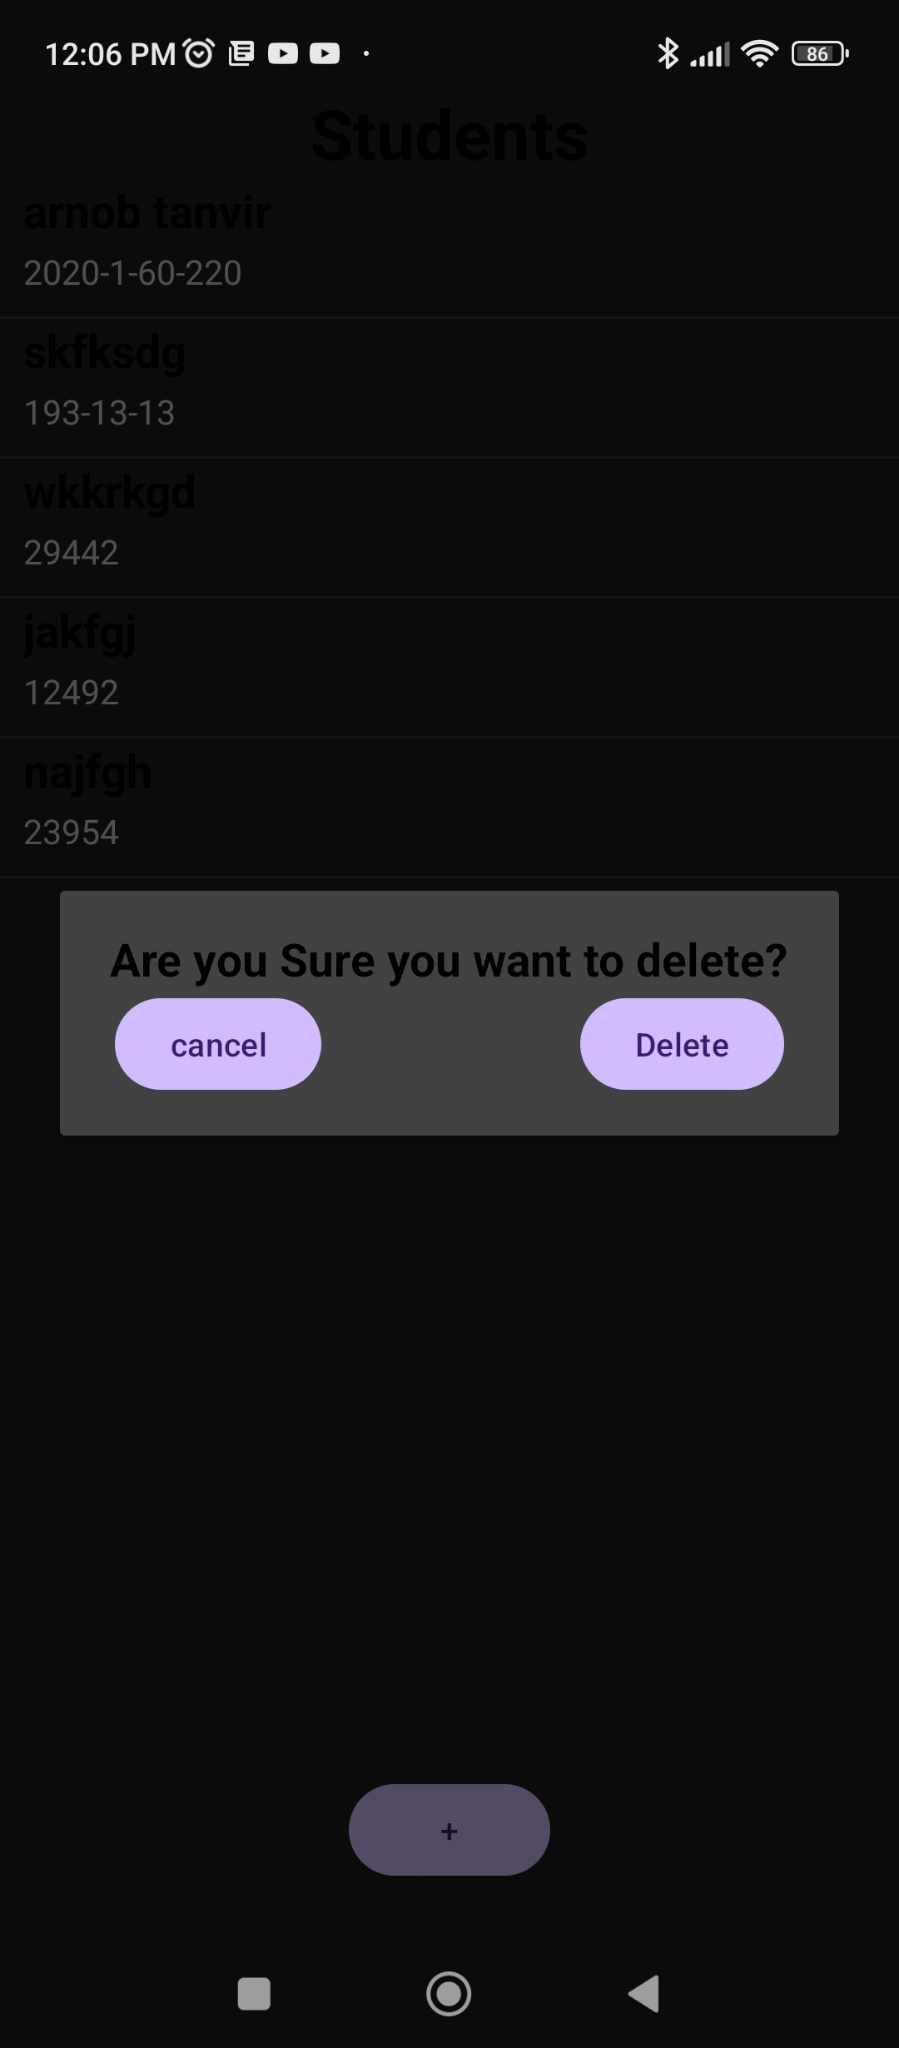 12:06 PM
86
Students
arnob tanvir
2020-1-60-220
skfksdg
193-13-13
wkkrkgd
29442
jakfgj
12492
najfgh
23954
Are you Sure you want to delete?
cancel Delete
+